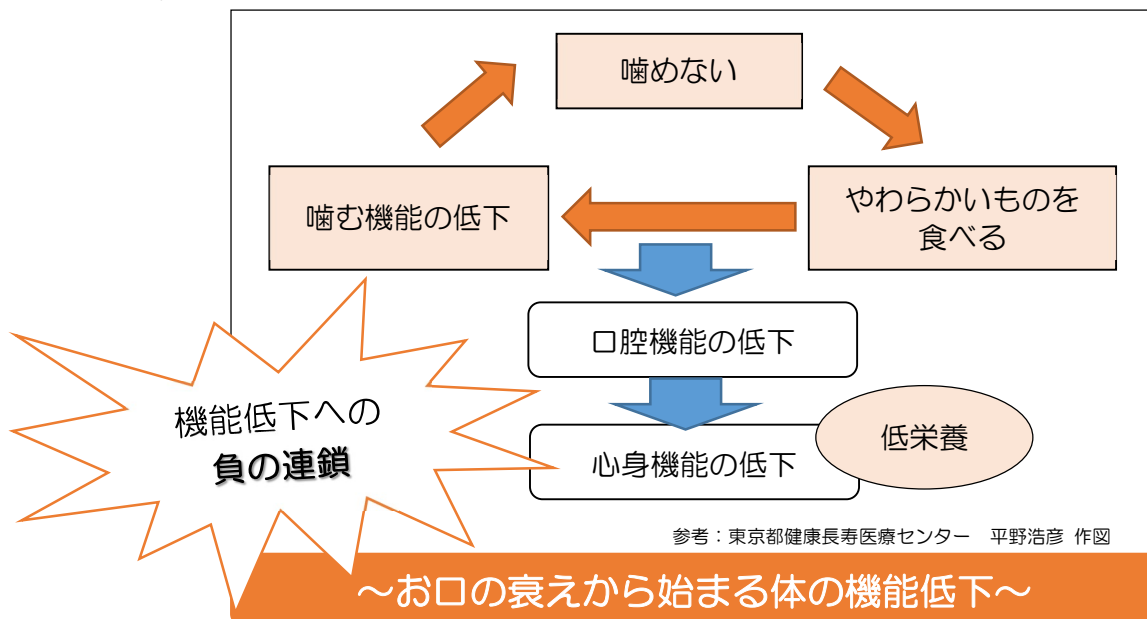 噛めない
噛む機能の低下
やわらかいものを
食べる
口腔機能の低下
機能低下への
負の連鎖
心身機能の低下
低栄養
参考：東京都健康長寿医療センター　平野浩彦 作図
～お口の衰えから始まる体の機能低下～